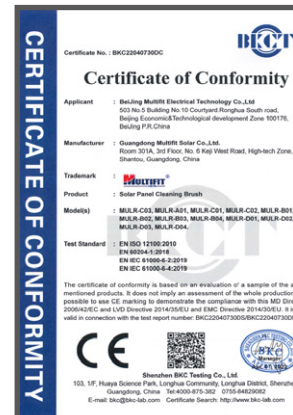 CERTIFICATE OF CONFORMITY
BKCT
Certificate No. : BKC22040730DC
Certificate of Conformity
Applicant : BeiJing Multifit Electrical Technology Co.,Ltd
503 No.5 Building No.10 Courtyard.Ronghua South road,
Beijing Economic&Technological development Zone 100176,
Beijing P.R.China
Manufacturer : Guangdong Multifit Solar Co.,Ltd.
Room 301A, 3rd Floor, No. 6 Keji West Road, High-tech Zone,
Shantou, Guangdong, China
Trademark : MULTIFIT
Product : Solar Panel Cleaning Brush
Model(s) : MULR-C03, MULR-A01, MULR-C01, MULR-C02, MULR-B01
MULR-B02, MULR-B03, MULR-B04, MULR-D01, MULR-D02
MULR-D03, MULR-D04.
Test Standard : EN ISO 12100:2010
EN 60204-1:2018
EN IEC 61000-6-2:2019
EN IEC 61000-6-4:2019
The certificate of conformity is based on an evaluation of a sample of the a
mentioned products. It does not imply an assessment of the whole production
possible to use CE marking to demonstrate the compliance with this MD Dire
2006/42/EC and LVD Directive 2014/35/EU and EMC Directive 2014/30/EU. It is
valid in connection with the test report number: BKC22040730DS/BKC22040730DE
CE
BKC
Shenzhen BKC Testing Co., Ltd.
103, 1/F, Huaya Science Park, Longhua Community, Longhua District, Shenzhe
Guangdong, China Tel:4000-875-382 0755-84829082
E-mail: bkc@bkc-lab.com Certificate Search: http://www.bkc-lab.com